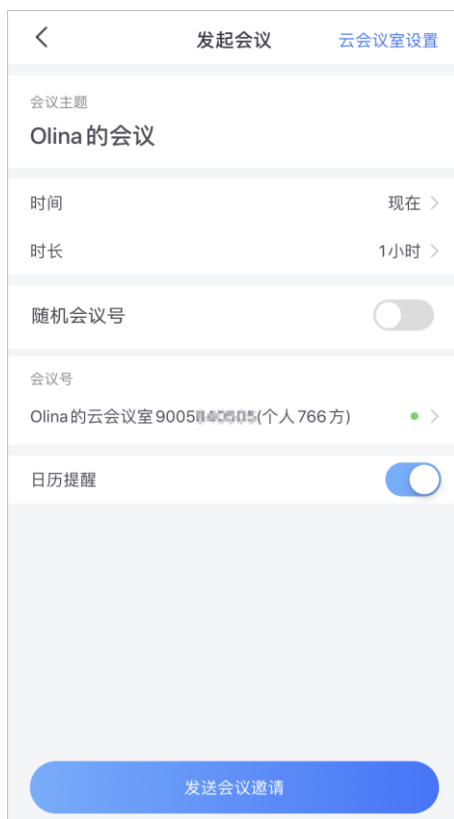 发起会议
云会议室设置
会议主题
Olina的会议
时间
现在
时长
1小时
随机会议号
会议号
Olina的云会议室9005(个人766方)
日历提醒
发送会议邀请